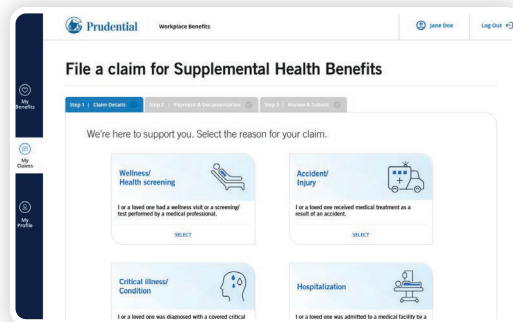 Prudential
Workplace Benefits
Jane Doe
Log Out
My
Benefits
My
Claims
My
Profile
File a claim for Supplemental Health Benefits
Step 1 | Claim Details
Step 2 | Payment & Documentation
Step 3 | Review & Submit
We're here to support you. Select the reason for your claim.
Wellness/
Health screening
I or a loved one had a wellness visit or a screening/
test performed by a medical professional.
SELECT
Accident/
Injury
I or a loved one received medical treatment as a
result of an accident.
SELECT
Critical illness/
Condition
I or a loved one was diagnosed with a covered critical
Hospitalization
I or a loved one was admitted to a medical facility by a